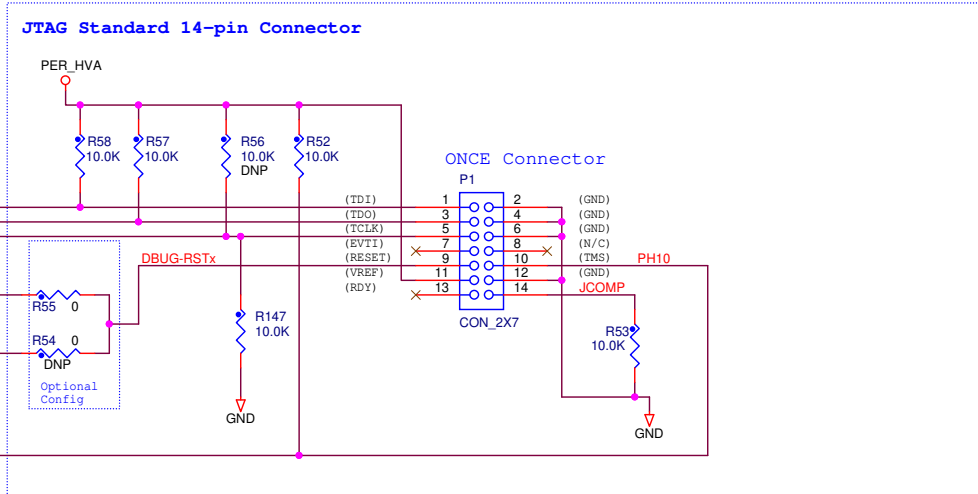 JTAG Standard 14-pin Connector
PER_HVA
R58
10.0K
R57
10.0K
R56
10.0K
DNP
R52
10.0K
ONCE Connector
P1
(TDI) 1 2 (GND)
(TDO) 3 4 (GND)
(TCLK) 5 6 (GND)
(EVTI) 7 8 (N/C)
DBUG-RSTx (RESET) 9 10 (TMS) PH10
(VREF) 11 12 (GND)
(RDY) 13 14 JCOMP
CON_2X7
R55 0
R54 0
DNP
Optional
Config
R147
10.0K
GND
R53
10.0K
GND